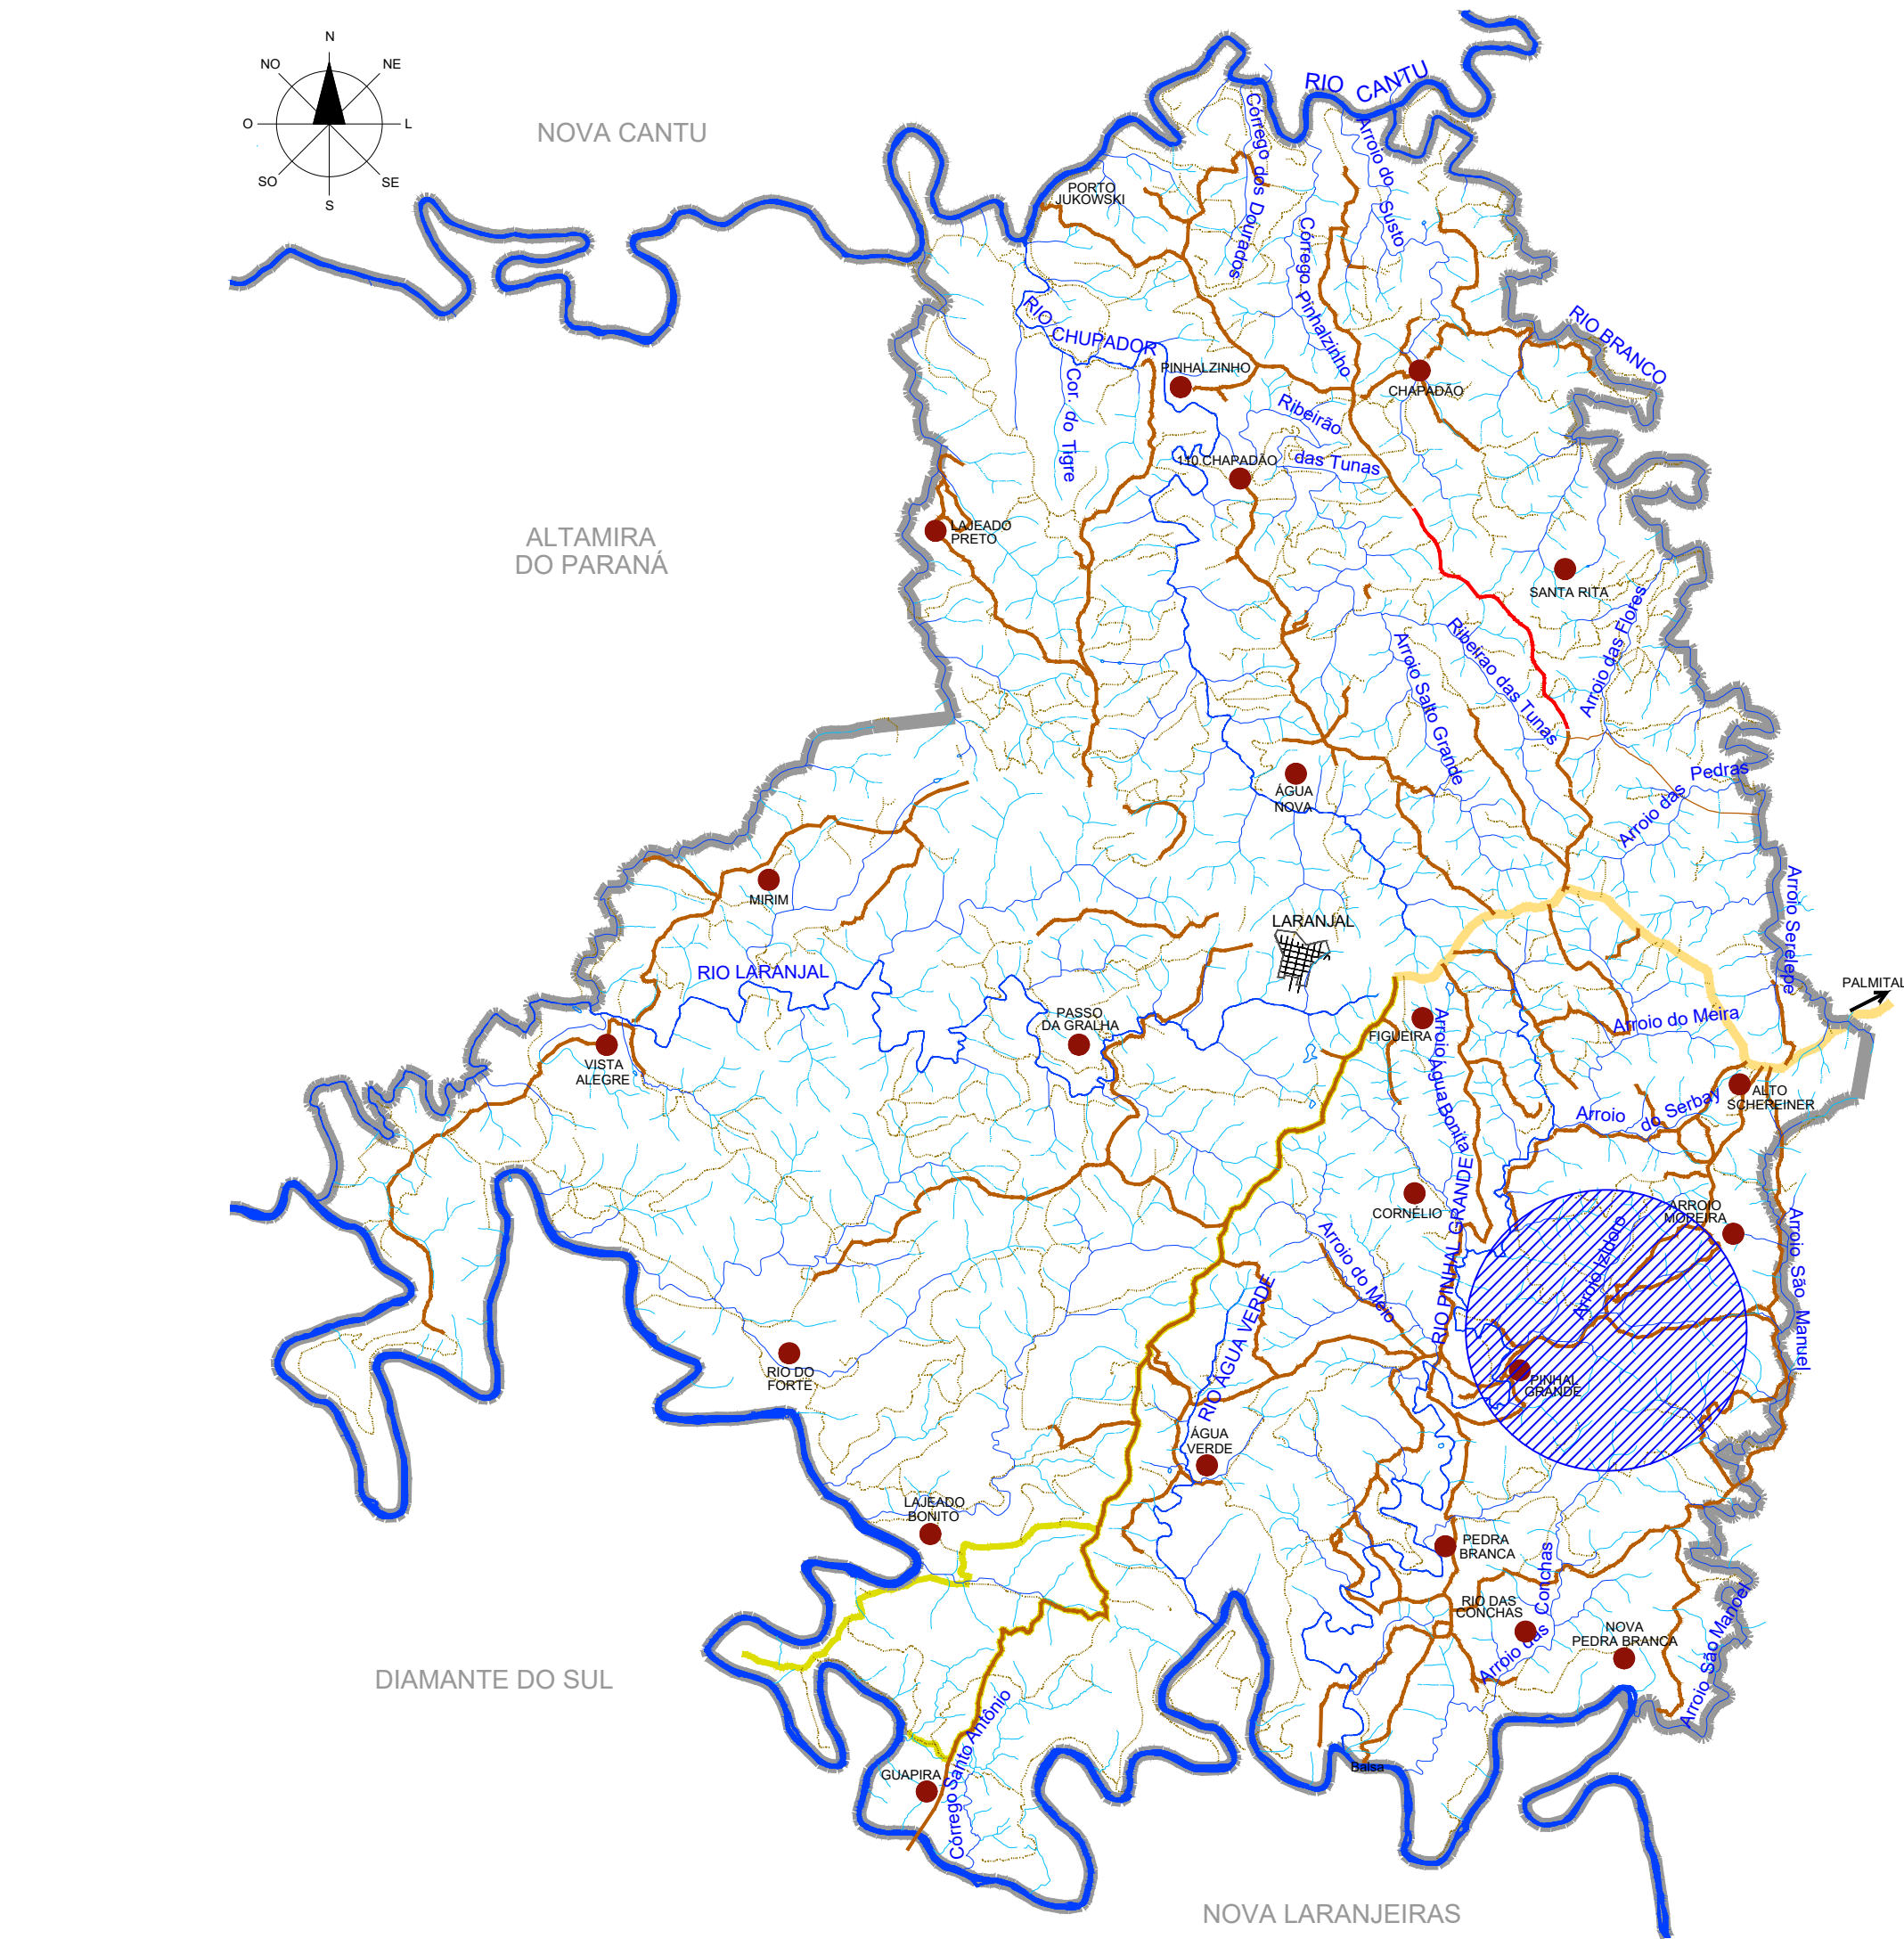 N
NO
NE
O
L
SO
SE
S
NOVA CANTU
RIO CANTU
Córrego dos Dourados
Arroio do Susto
PORTO
JUKOWSKI
Córrego Pinhalzinho
RIO CHUPADOR
RIO BRANCO
PINHALZINHO
CHAPADÃO
Cor. do Tigre
Ribeirão
das Tunas
110.CHAPADÃO
LAJEADO
PRETO
ALTAMIRA
DO PARANÁ
SANTA RITA
Arroio das Flores
Ribeirao das Tunas
Arroio Salto Grande
Arroio das Pedras
ÁGUA
NOVA
MIRIM
Arroio Serelepe
LARANJAL
RIO LARANJAL
PALMITAL
PASSO
DA GRALHA
Arroio do Meira
FIGUEIRA
Arroio Água Bonita
VISTA
ALEGRE
ALTO
SCHEREINER
Arroio do Serbay
RIO PINHAL GRANDE
CORNÉLIO
ARROIO
MOREIRA
Arroio Izidoro
Arroio São Manuel
Arroio do Meio
RIO ÁGUA VERDE
RIO DO
FORTE
PINHAL
GRANDE
ÁGUA
VERDE
LAJEADO
BONITO
PEDRA
BRANCA
RIO DAS
CONCHAS
Arroio das Conchas
NOVA
PEDRA BRANCA
Arroio São Manoel
DIAMANTE DO SUL
Córrego Santo Antônio
GUAPIRA
Balsa
NOVA LARANJEIRAS